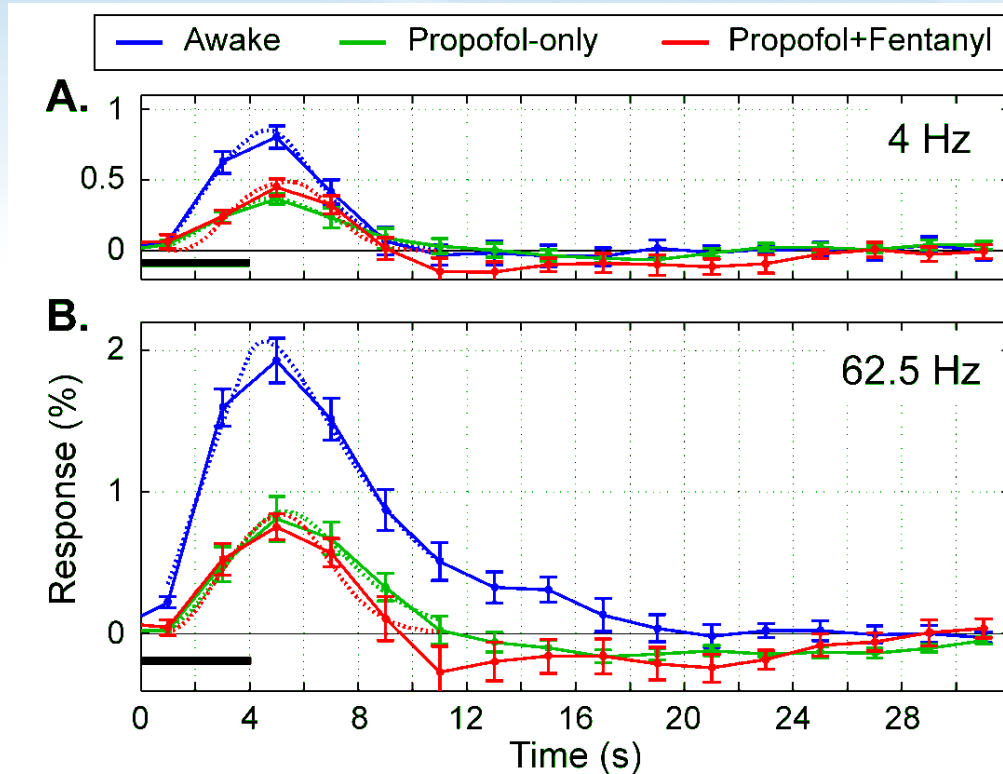 Awake Propofol-only Propofol+Fentanyl
A.
4 Hz
1
0.5
0
B.
62.5 Hz
2
1
0
Response (%)
0 4 8 12 16 20 24 28
Time (s)